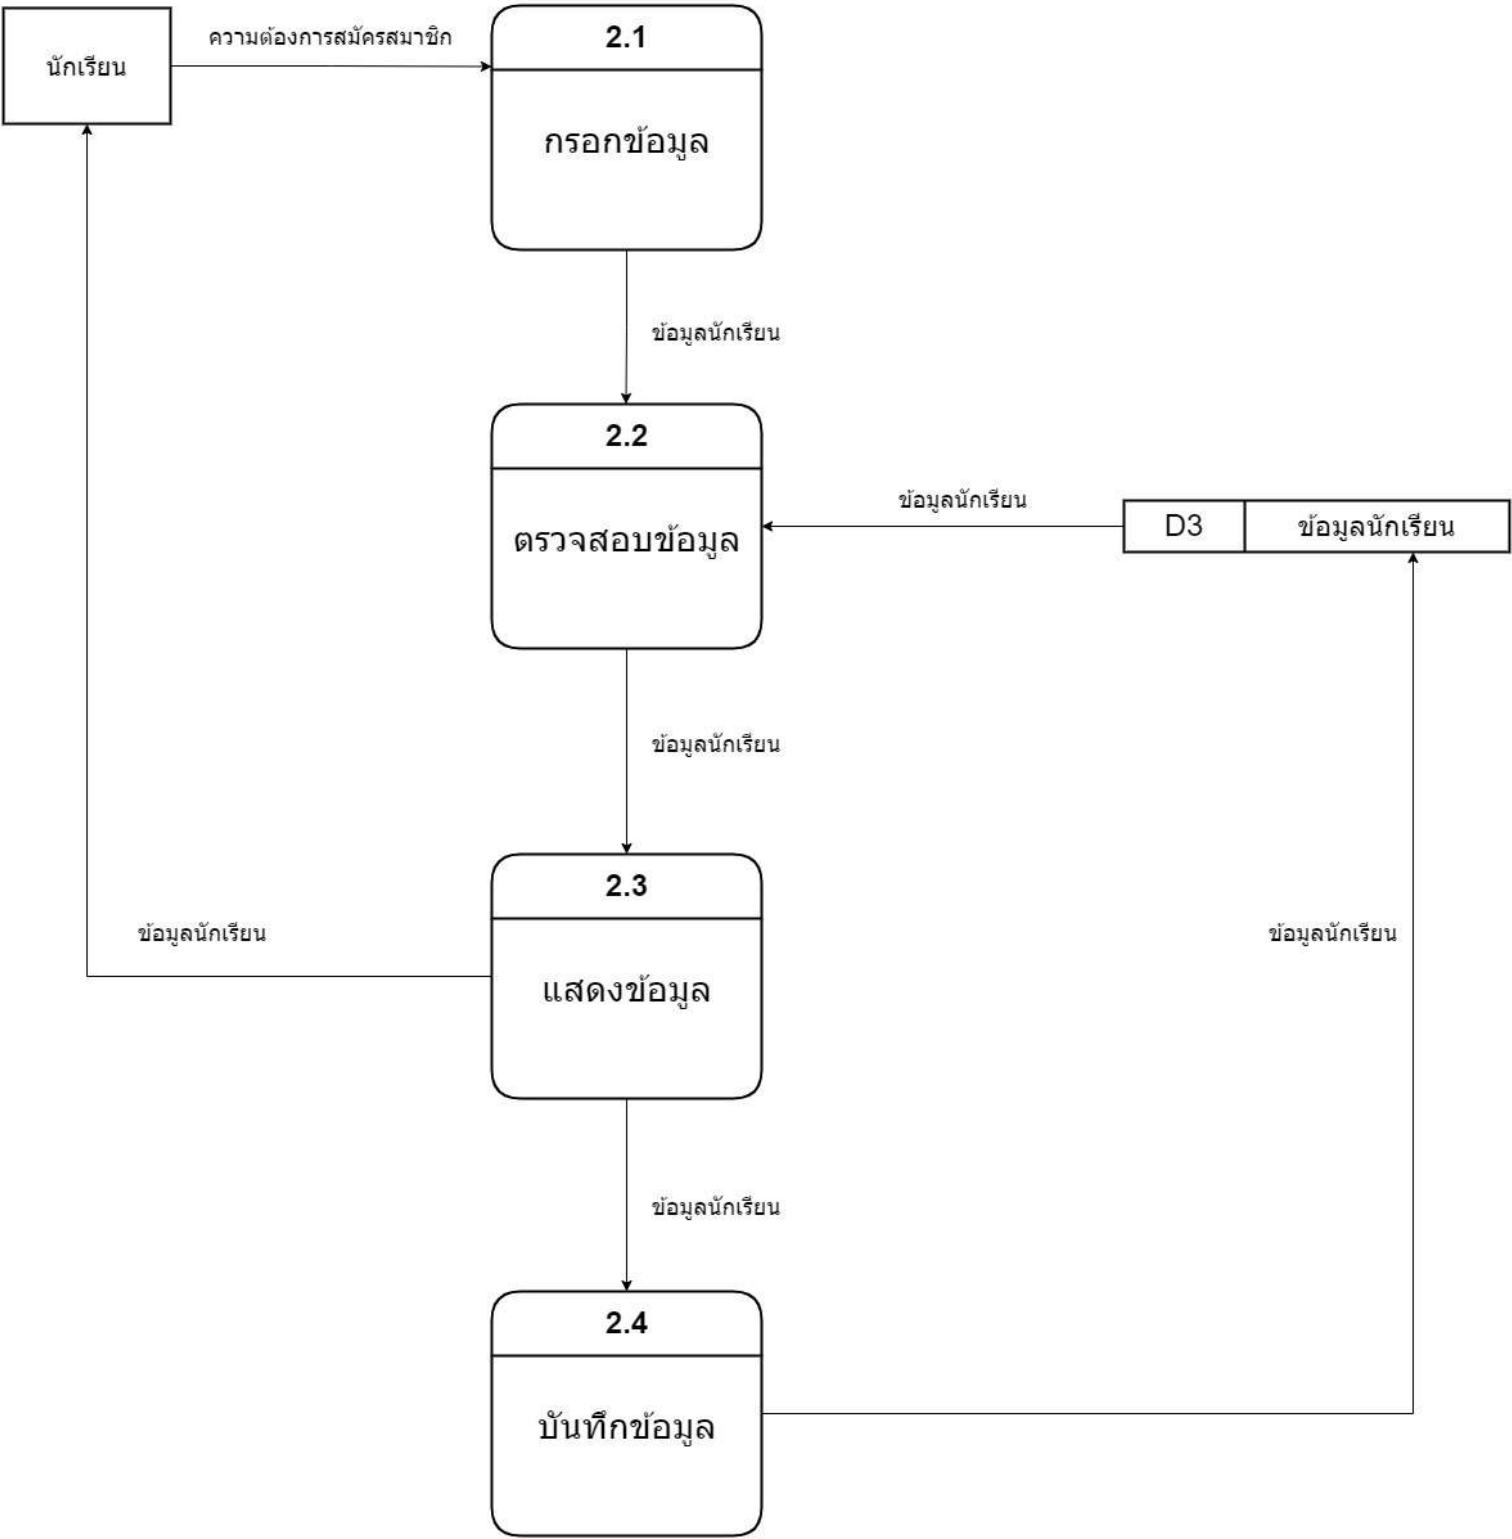 นักเรียน
ความต้องการสมัครสมาชิก
2.1
กรอกข้อมูล
ข้อมูลนักเรียน
2.2
ตรวจสอบข้อมูล
ข้อมูลนักเรียน
D3
ข้อมูลนักเรียน
ข้อมูลนักเรียน
2.3
แสดงข้อมูล
ข้อมูลนักเรียน
ข้อมูลนักเรียน
ข้อมูลนักเรียน
2.4
บันทึกข้อมูล